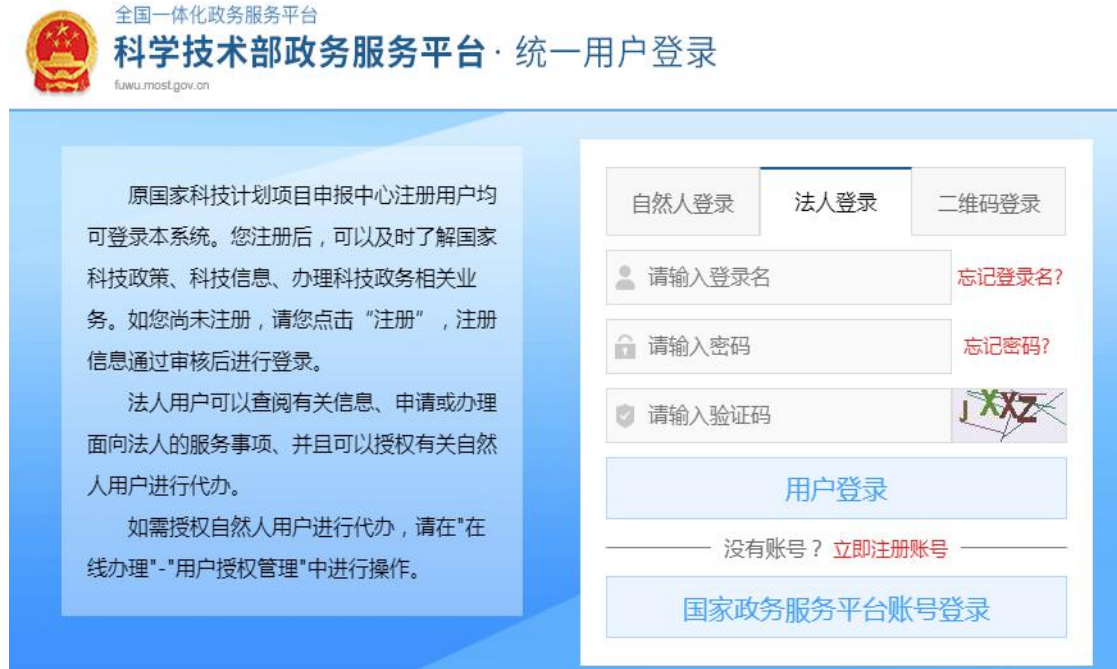 全国一体化政务服务平台
科学技术部政务服务平台·统一用户登录
fuwu.most.gov.cn
原国家科技计划项目申报中心注册用户均
可登录本系统。您注册后，可以及时了解国家
科技政策、科技信息、办理科技政务相关业
务。如您尚未注册，请您点击“注册”，注册
信息通过审核后进行登录。
法人用户可以查阅有关信息、申请或办理
面向法人的服务事项、并且可以授权有关自然
人用户进行代办。
如需授权自然人用户进行代办，请在"在
线办理"-"用户授权管理"中进行操作。
自然人登录 法人登录 二维码登录
请输入登录名 忘记登录名?
请输入密码 忘记密码?
请输入验证码 JXXZ
用户登录
没有账号？立即注册账号
国家政务服务平台账号登录